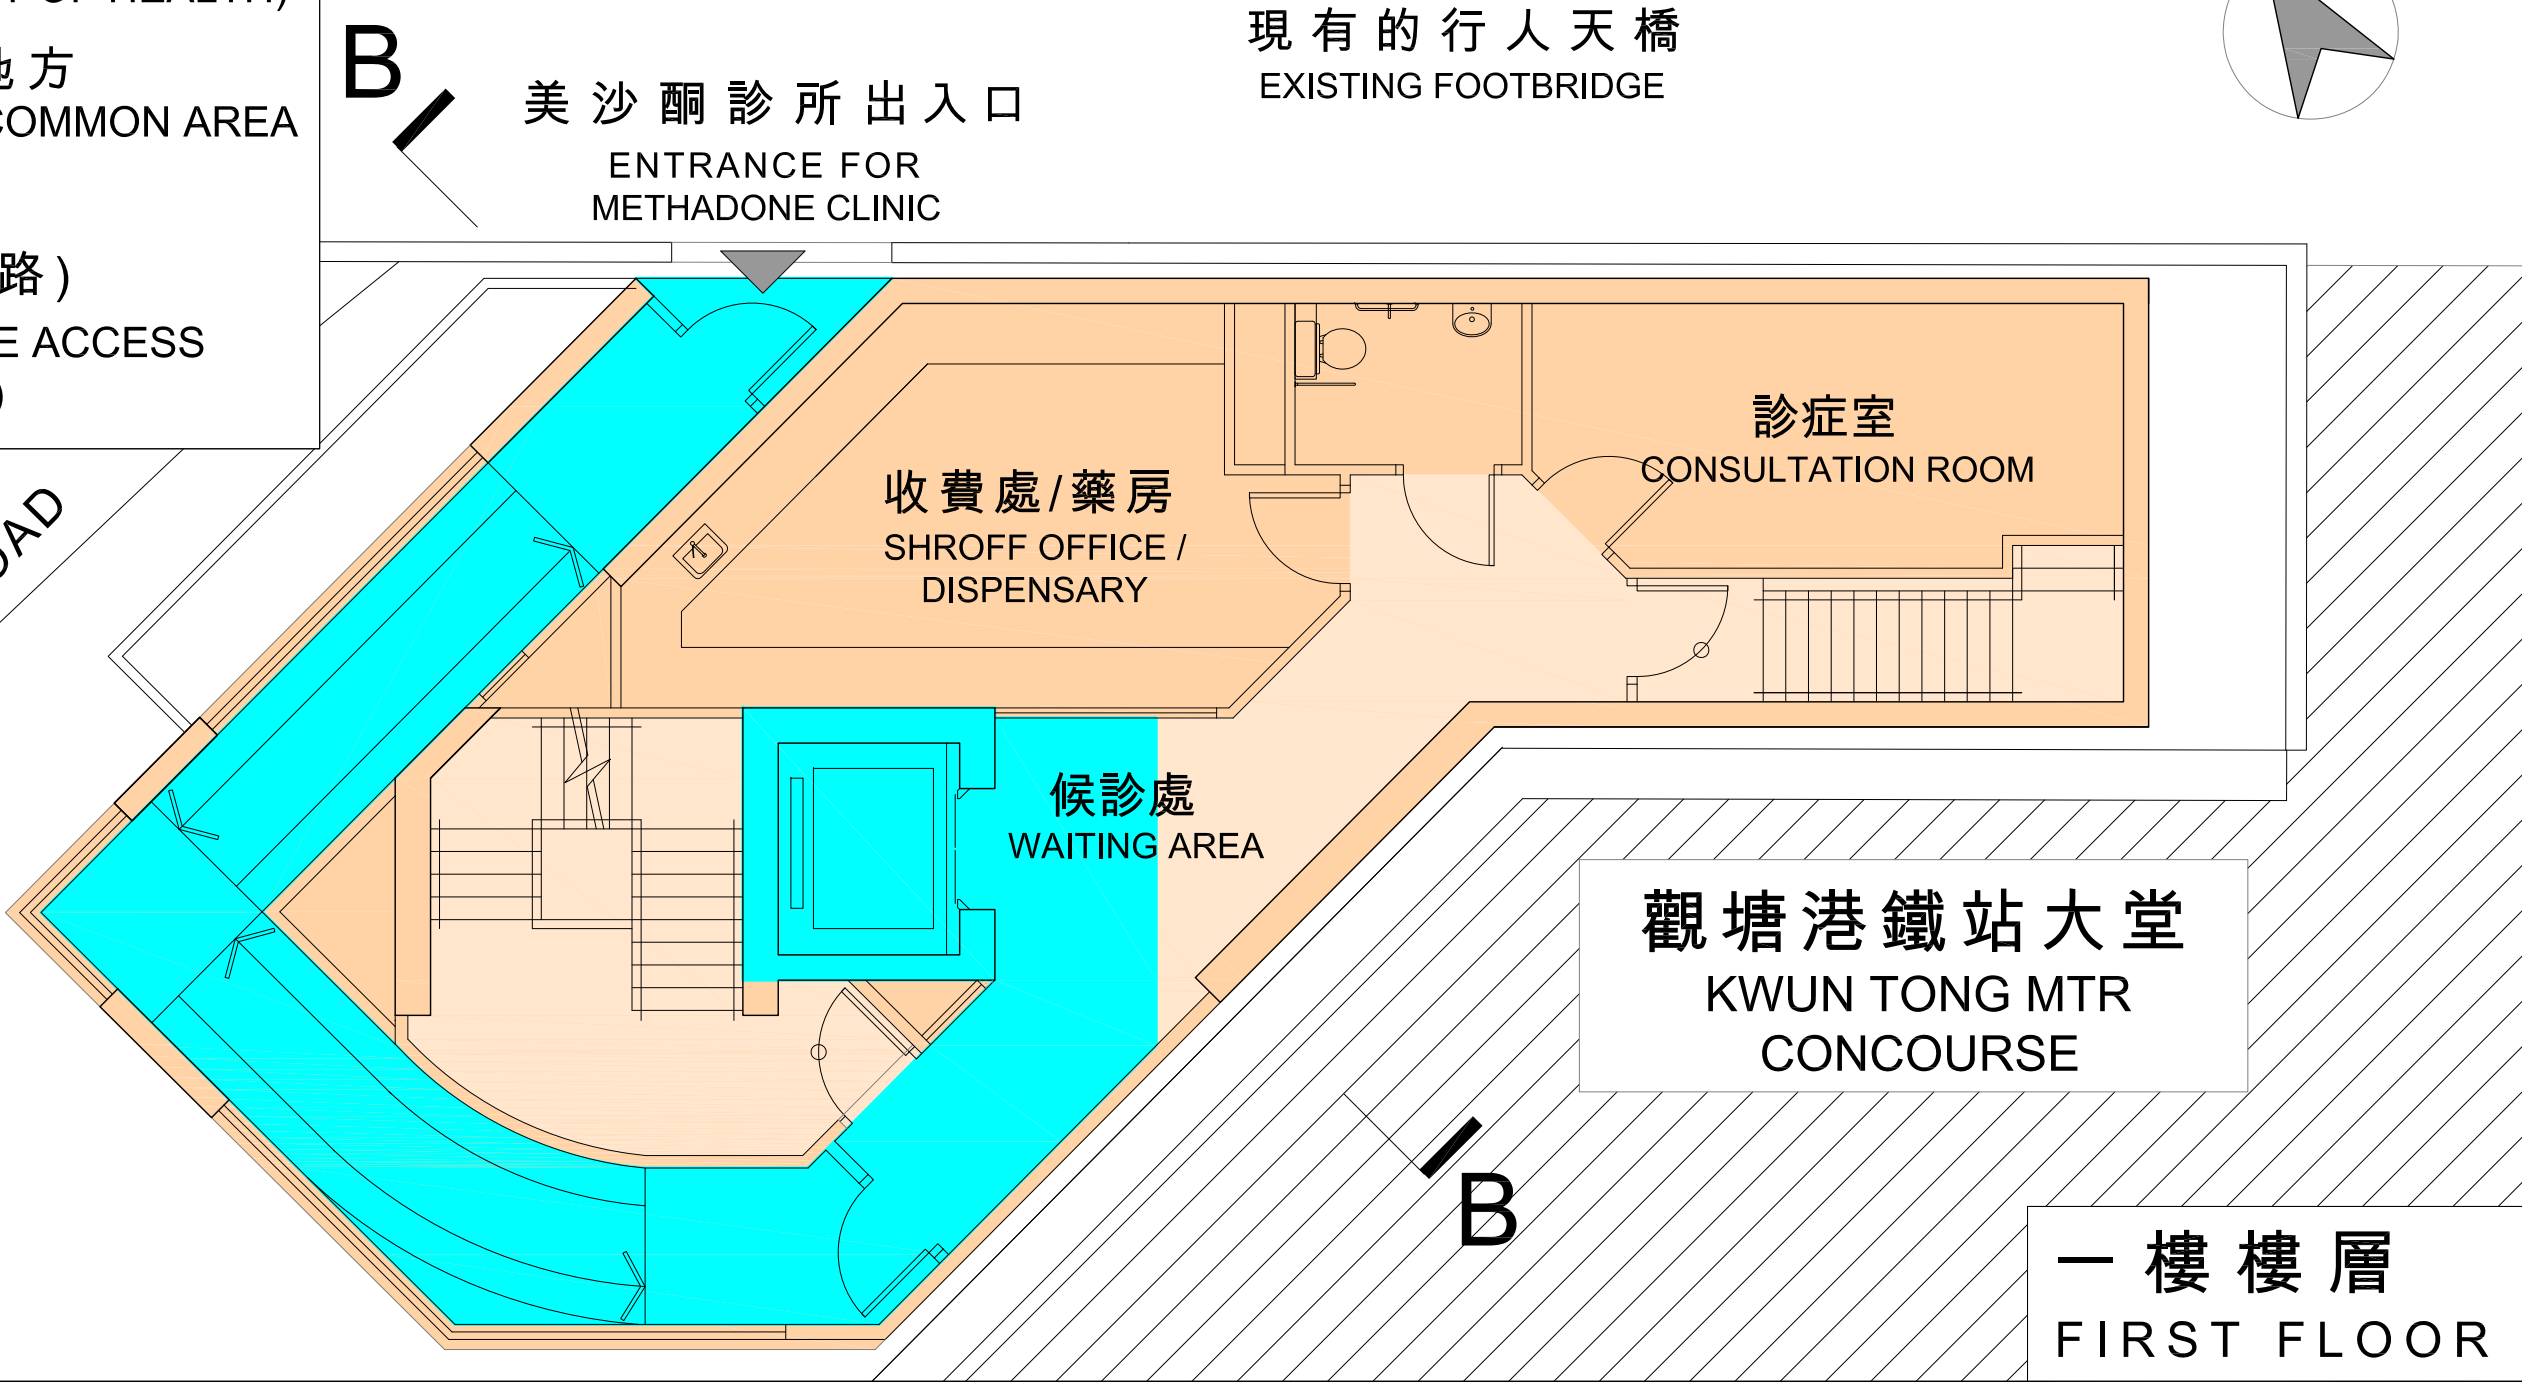 地方
COMMON AREA
路)
E ACCESS
)
OAD
B
美沙酮診所出入口
ENTRANCE FOR
METHADONE CLINIC
現有的行人天橋
EXISTING FOOTBRIDGE
收費處/藥房
SHROFF OFFICE /
DISPENSARY
診症室
CONSULTATION ROOM
候診處
WAITING AREA
觀塘港鐵站大堂
KWUN TONG MTR
CONCOURSE
B
一樓樓層
FIRST FLOOR